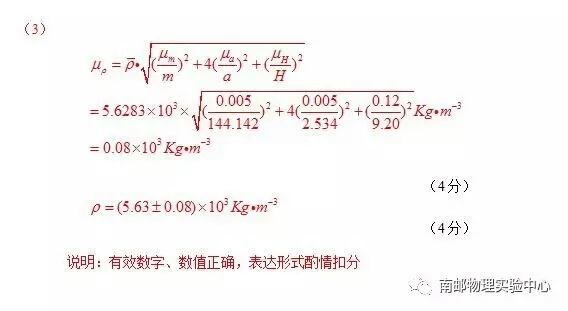 （3）
μ_ρ = ρ̄•√((μ_m/m)² + 4(μ_a/a)² + (μ_H/H)²)
= 5.6283×10³×√((0.005/144.142)² + 4(0.005/2.534)² + (0.12/9.20)²) Kg•m⁻³
= 0.08×10³ Kg•m⁻³
（4分）
ρ = (5.63±0.08)×10³ Kg•m⁻³
（4分）
说明：有效数字、数值正确，表达形式酌情扣分
南邮物理实验中心